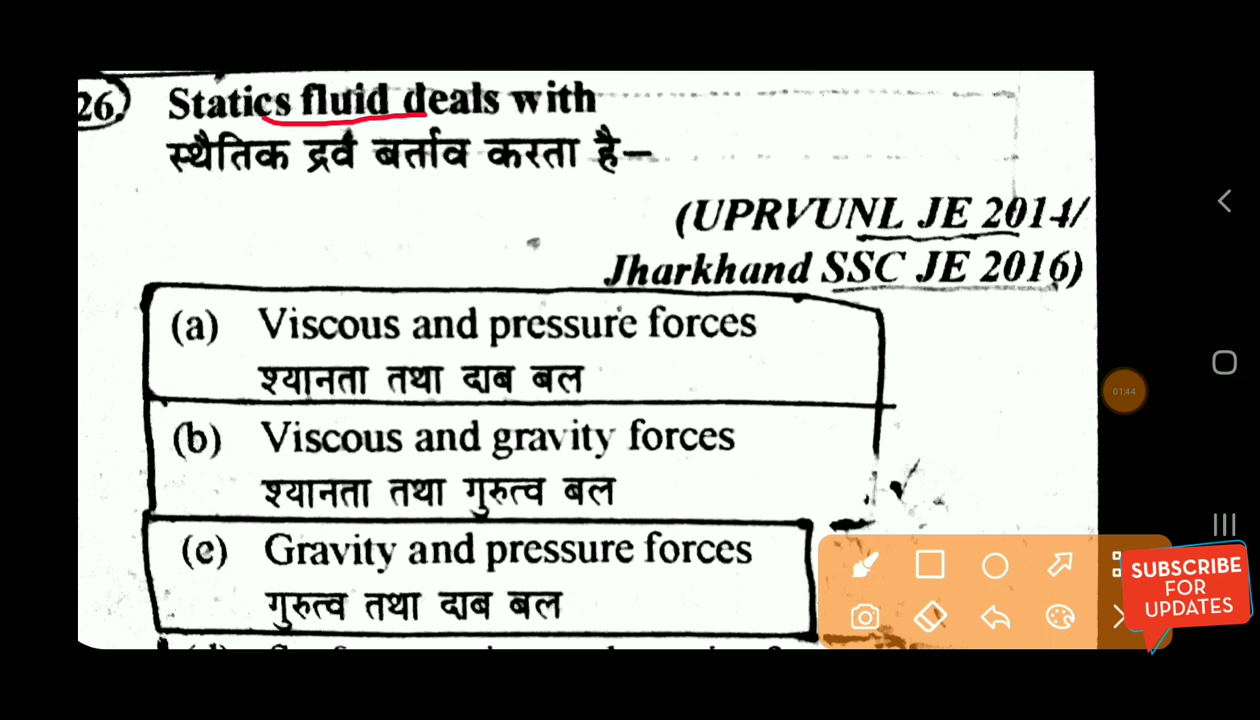 26. Statics fluid deals with
स्थैतिक द्रव बर्ताव करता है–
(UPRVUNL JE 2014/
Jharkhand SSC JE 2016)
(a) Viscous and pressure forces
श्यानता तथा दाब बल
(b) Viscous and gravity forces
श्यानता तथा गुरुत्व बल
(c) Gravity and pressure forces
गुरुत्व तथा दाब बल
01:44
SUBSCRIBE
FOR
UPDATES